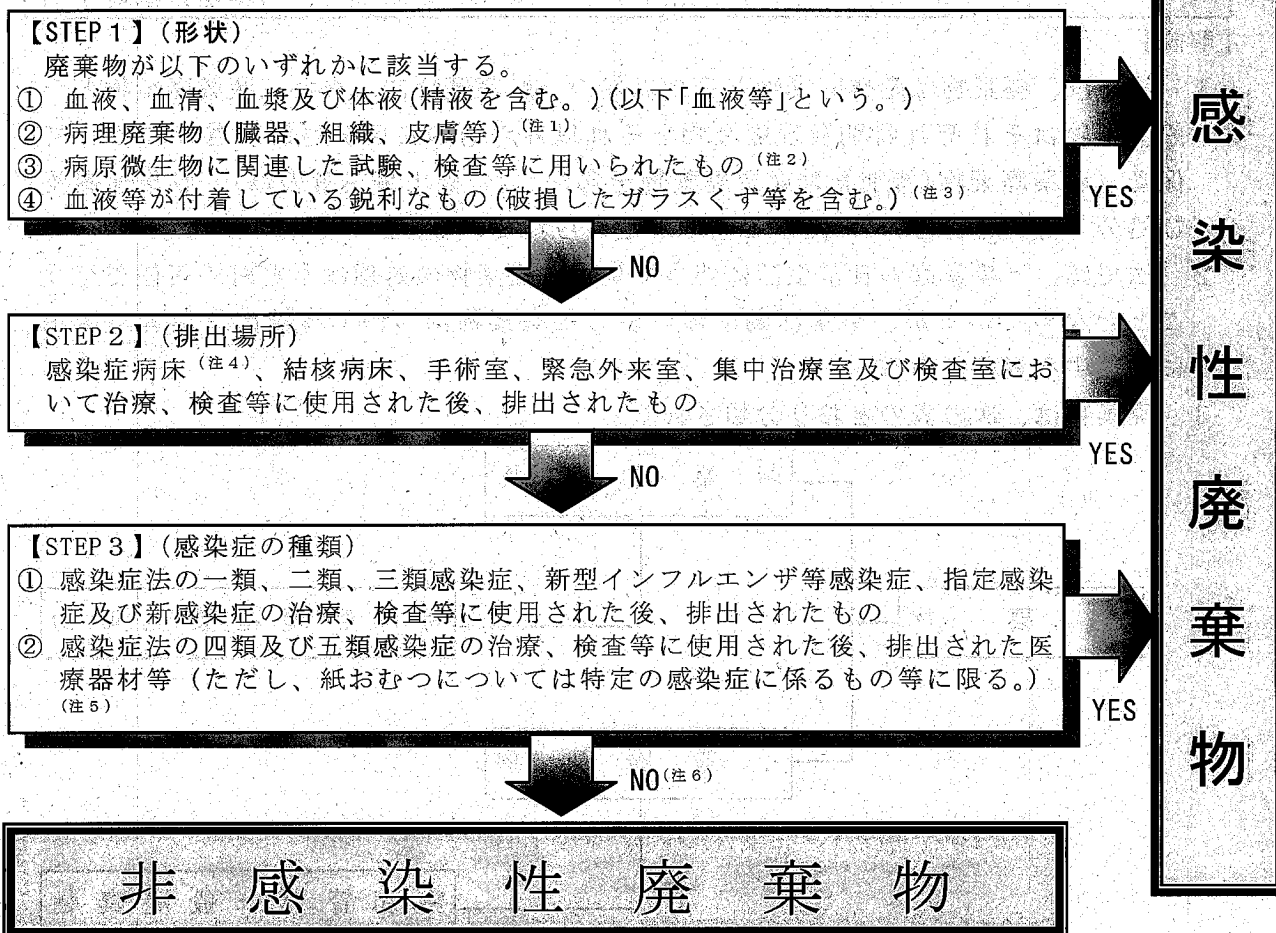 【STEP 1】(形状)
廃棄物が以下のいずれかに該当する。
① 血液、血清、血漿及び体液(精液を含む。)(以下「血液等」という。)
② 病理廃棄物(臓器、組織、皮膚等)(注1)
③ 病原微生物に関連した試験、検査等に用いられたもの(注2)
④ 血液等が付着している鋭利なもの(破損したガラスくず等を含む。)(注3)
YES
NO
【STEP 2】(排出場所)
感染症病床(注4)、結核病床、手術室、緊急外来室、集中治療室及び検査室にお
いて治療、検査等に使用された後、排出されたもの
YES
NO
【STEP 3】(感染症の種類)
① 感染症法の一類、二類、三類感染症、新型インフルエンザ等感染症、指定感染
症及び新感染症の治療、検査等に使用された後、排出されたもの
② 感染症法の四類及び五類感染症の治療、検査等に使用された後、排出された医
療器材等(ただし、紙おむつについては特定の感染症に係るもの等に限る。)
(注5)
YES
NO(注6)
非感染性廃棄物
感染性廃棄物